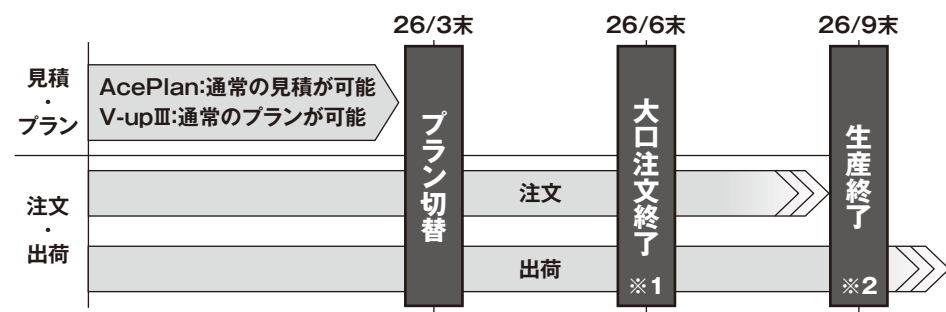 26/3末
26/6末
26/9末
見積・プラン
AcePlan:通常の見積が可能
V-upⅢ:通常のプランが可能
プラン切替
大口注文終了
※1
生産終了
※2
注文・出荷
注文
出荷